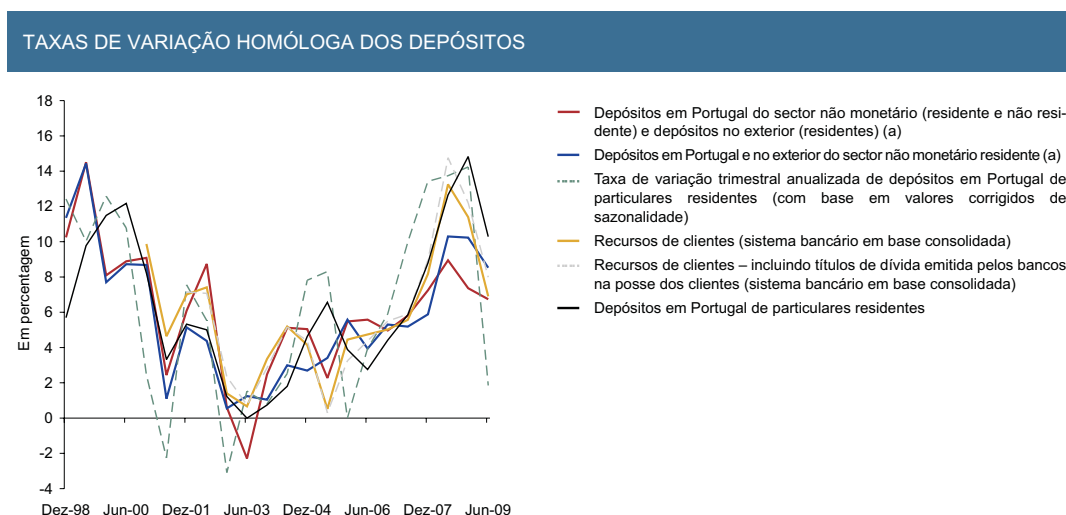 TAXAS DE VARIAÇÃO HOMÓLOGA DOS DEPÓSITOS
Em percentagem
18
16
14
12
10
8
6
4
2
0
-2
-4
Dez-98 Jun-00 Dez-01 Jun-03 Dez-04 Jun-06 Dez-07 Jun-09
Depósitos em Portugal do sector não monetário (residente e não resi-
dente) e depósitos no exterior (residentes) (a)
Depósitos em Portugal e no exterior do sector não monetário residente (a)
Taxa de variação trimestral anualizada de depósitos em Portugal de
particulares residentes (com base em valores corrigidos de
sazonalidade)
Recursos de clientes (sistema bancário em base consolidada)
Recursos de clientes – incluindo títulos de dívida emitida pelos bancos
na posse dos clientes (sistema bancário em base consolidada)
Depósitos em Portugal de particulares residentes